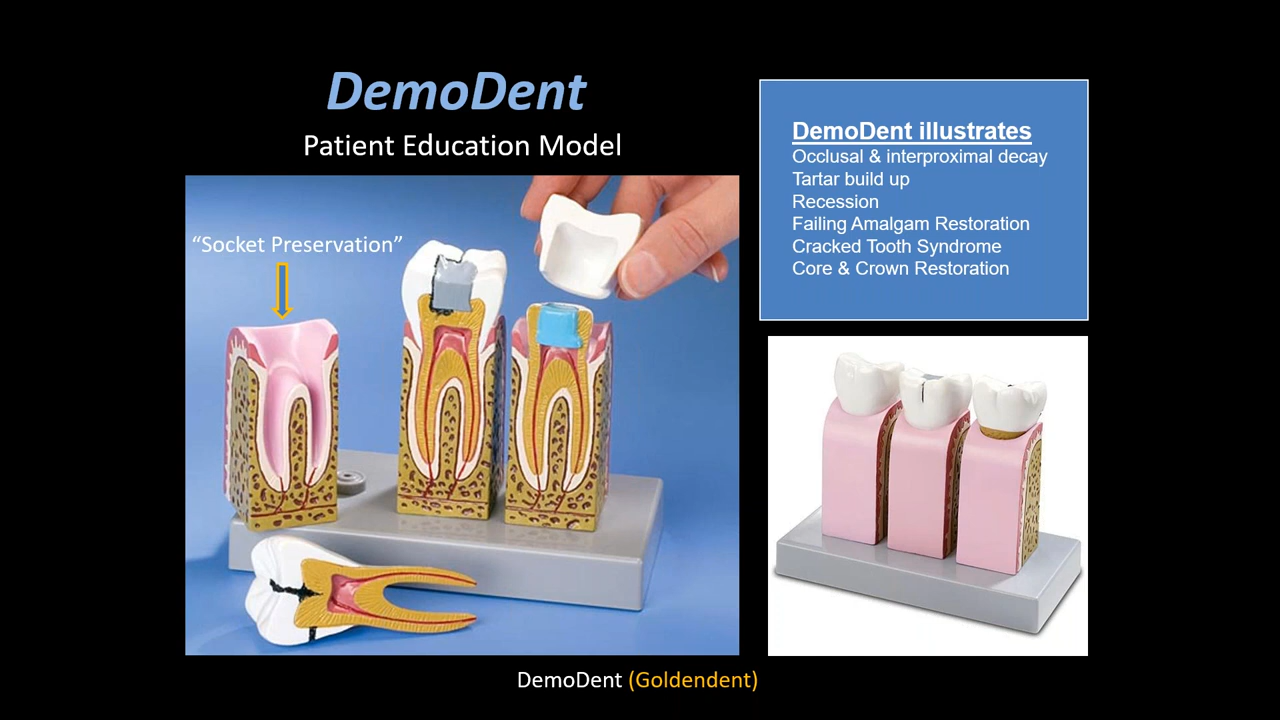 DemoDent
Patient Education Model
“Socket Preservation”
DemoDent illustrates
Occlusal & interproximal decay
Tartar build up
Recession
Failing Amalgam Restoration
Cracked Tooth Syndrome
Core & Crown Restoration
DemoDent (Goldendent)